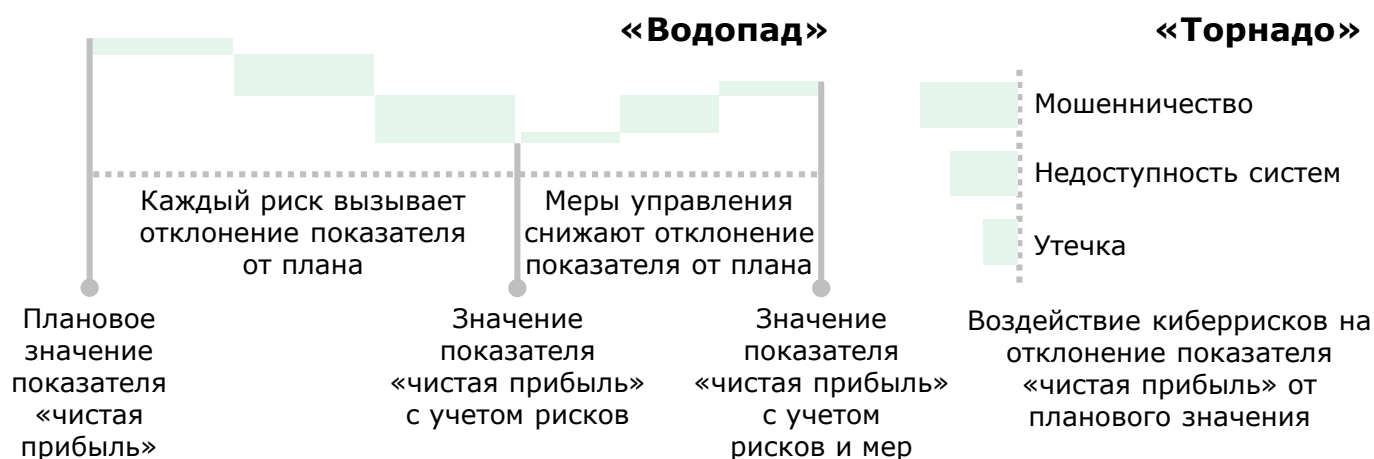 «Водопад»
Каждый риск вызывает
отклонение показателя
от плана
Меры управления
снижают отклонение
показателя от плана
Плановое
значение
показателя
«чистая
прибыль»
Значение
показателя
«чистая прибыль»
с учетом рисков
Значение
показателя
«чистая прибыль»
с учетом
рисков и мер
«Торнадо»
Мошенничество
Недоступность систем
Утечка
Воздействие киберрисков на
отклонение показателя
«чистая прибыль» от
планового значения